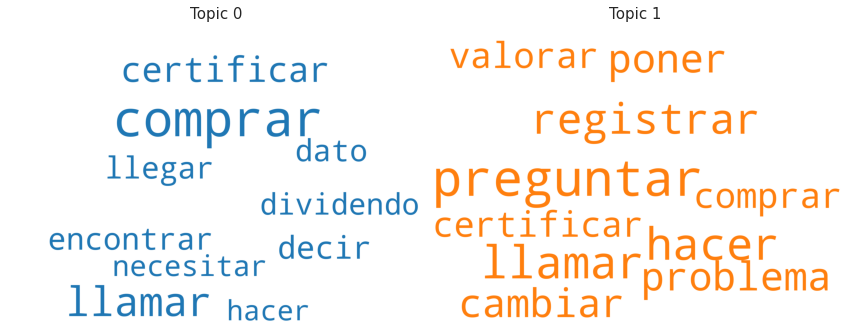 Topic 0
certificar
comprar
dato
llegar
dividendo
encontrar
decir
necesitar
llamar
hacer
Topic 1
valorar
poner
registrar
preguntar
comprar
certificar
hacer
llamar
problema
cambiar